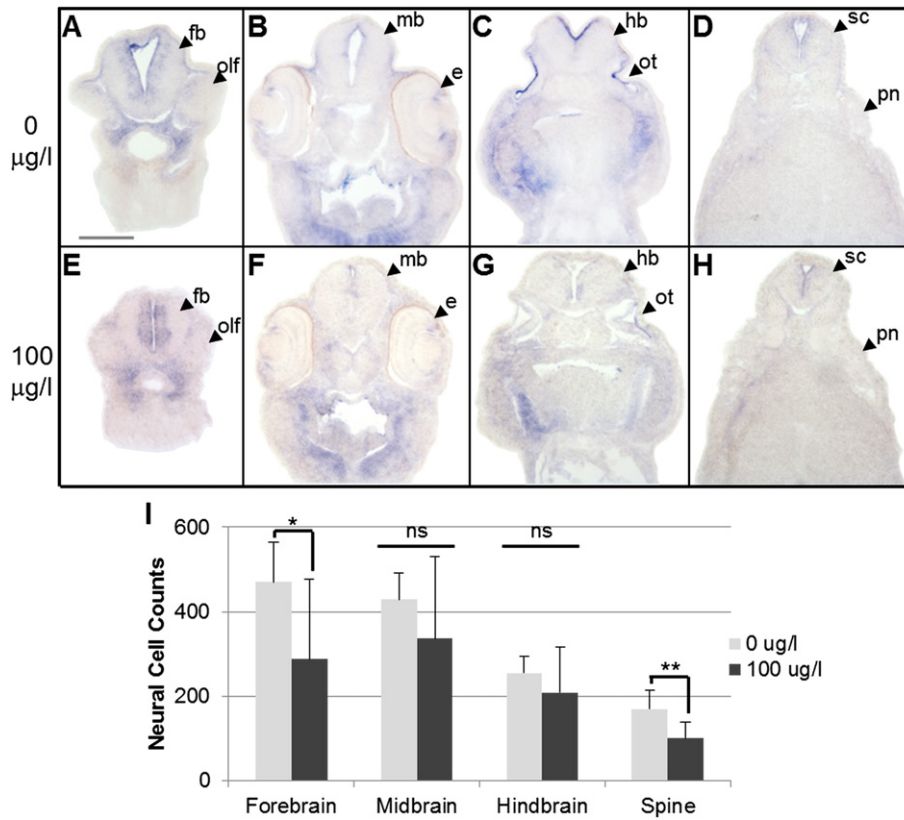 A fb olf
B mb e
C hb ot
D sc pn
0
µg/l
E fb olf
F mb e
G hb ot
H sc pn
100
µg/l
I
Neural Cell Counts
600
400
200
0
*
ns
ns
**
0 ug/l
100 ug/l
Forebrain Midbrain Hindbrain Spine